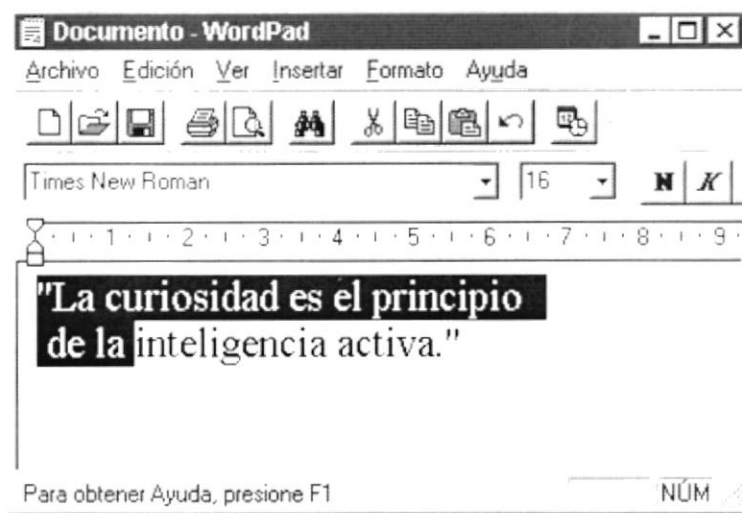 Documento - WordPad
Archivo Edición Ver Insertar Formato Ayuda
Times New Roman 16 N K
1 2 3 4 5 6 7 8 9
"La curiosidad es el principio
de la inteligencia activa."
Para obtener Ayuda, presione F1 NÚM